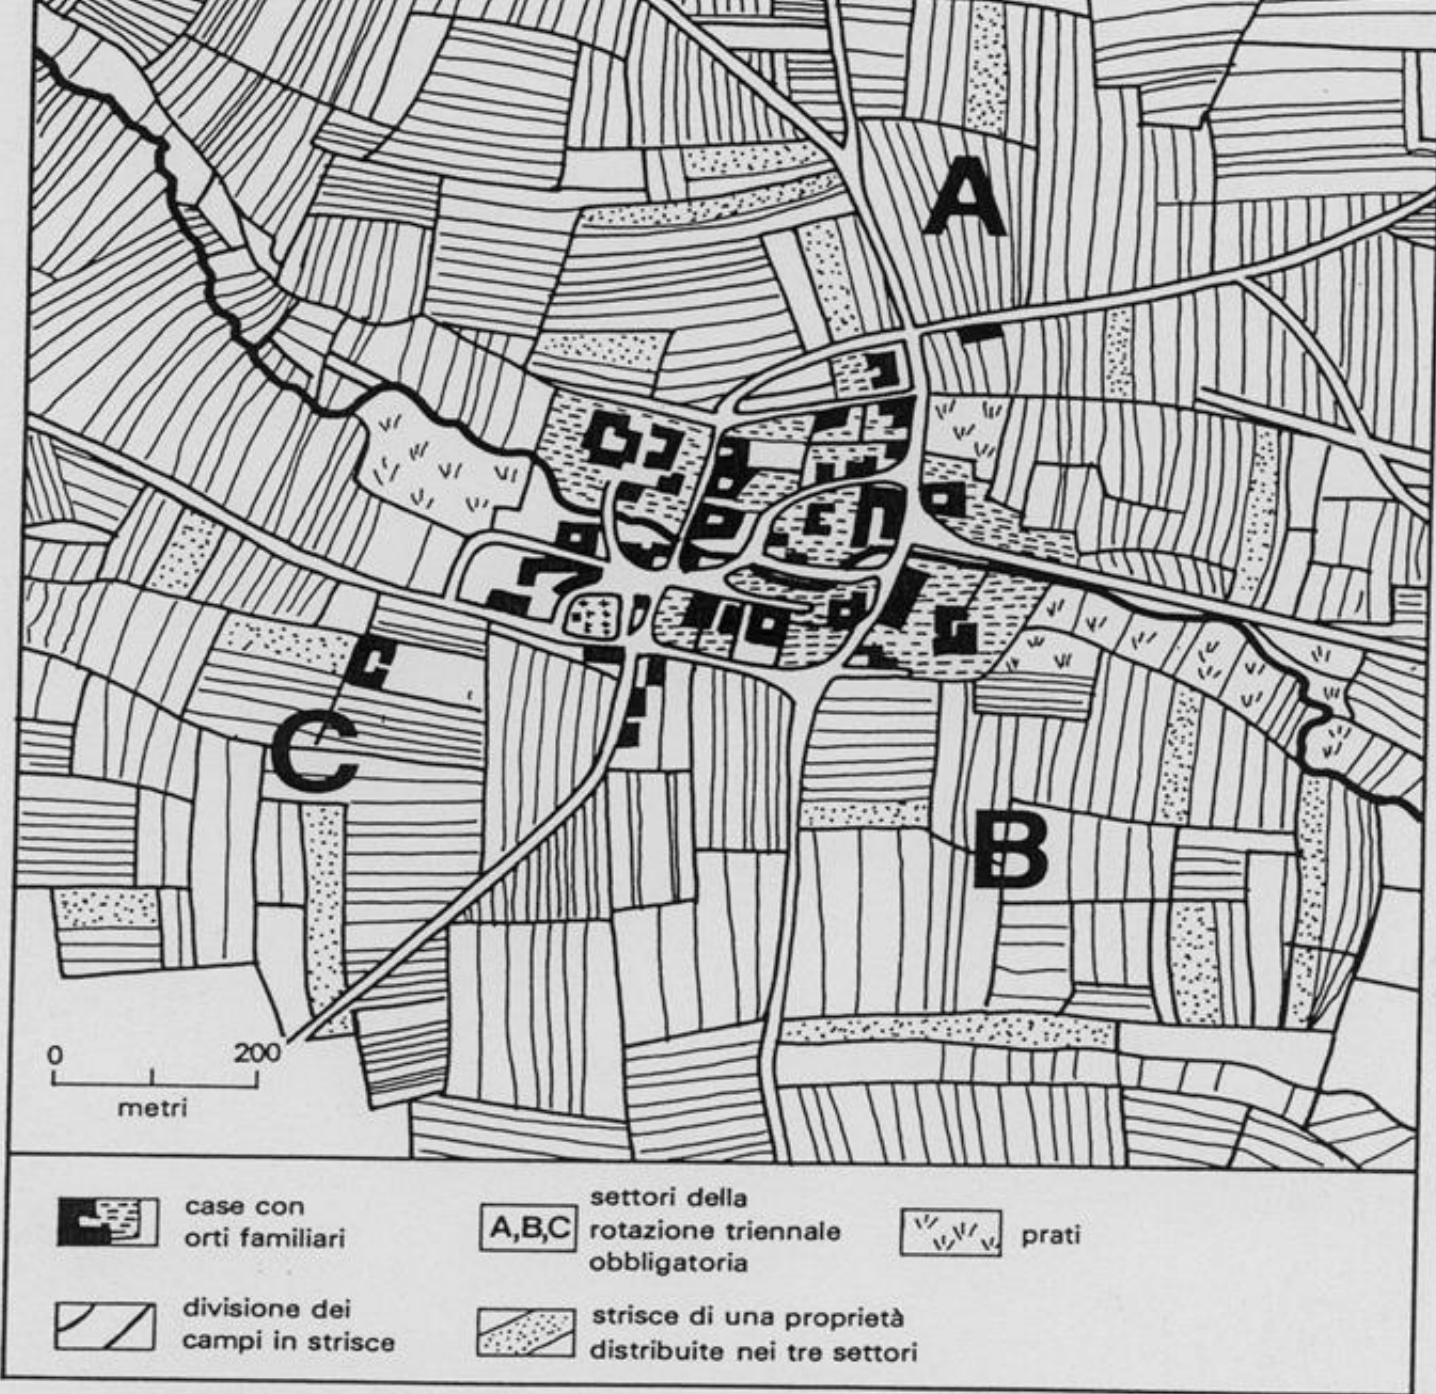 A
C
B
0 200
metri
case con
orti familiari
A,B,C
settori della
rotazione triennale
obbligatoria
prati
divisione dei
campi in strisce
strisce di una proprietà
distribuite nei tre settori